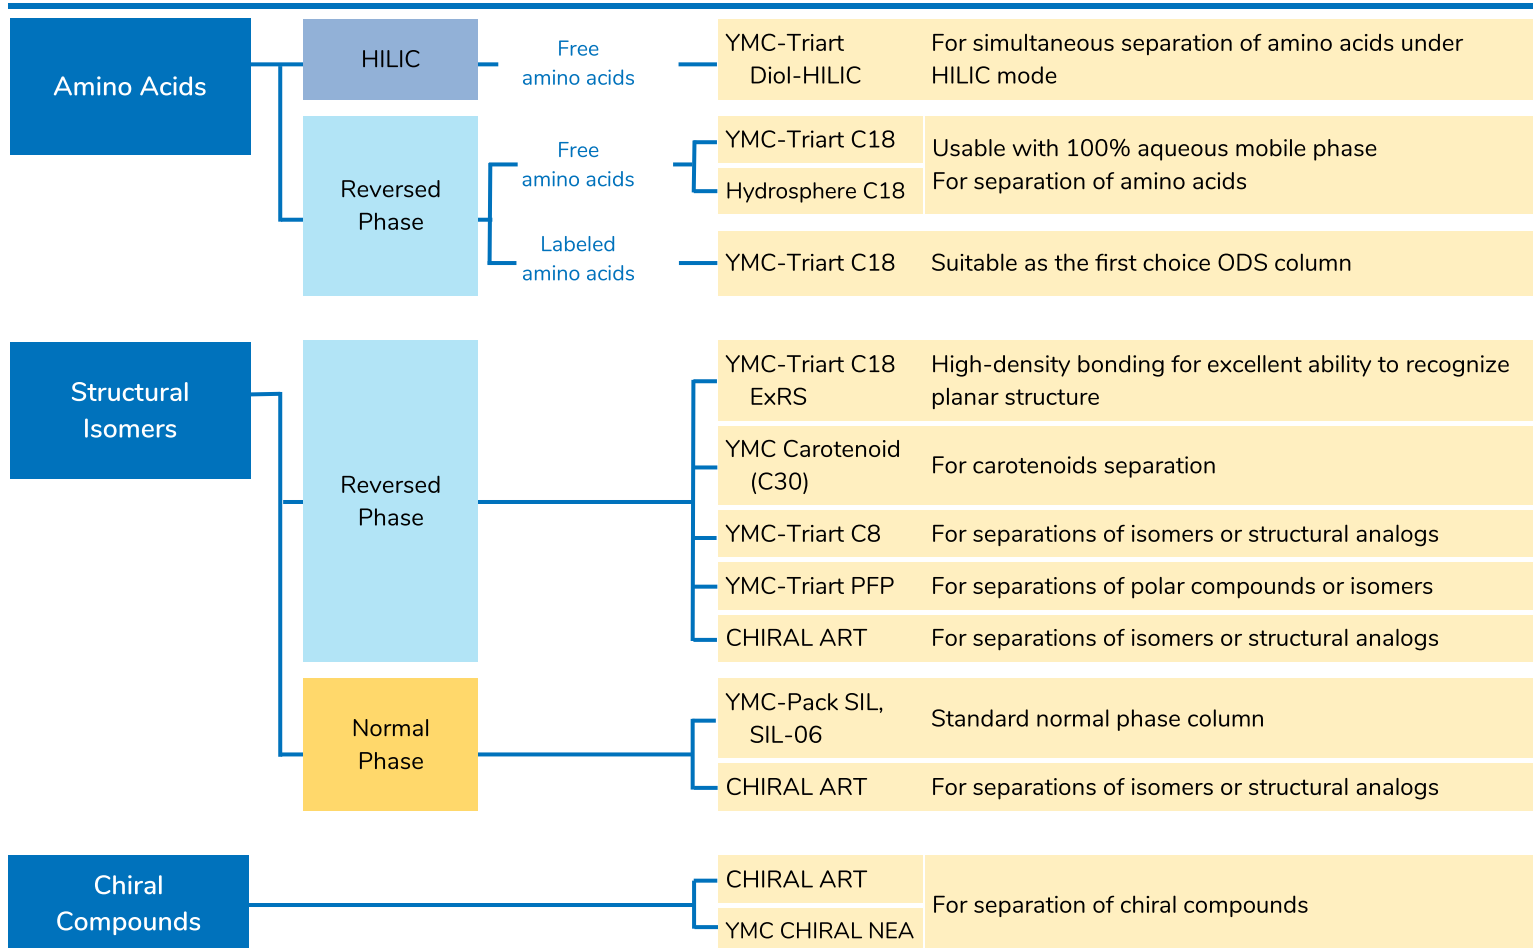 Amino Acids
HILIC
Free
amino acids
YMC-Triart
Diol-HILIC
For simultaneous separation of amino acids under
HILIC mode
Reversed
Phase
Free
amino acids
YMC-Triart C18
Hydrosphere C18
Usable with 100% aqueous mobile phase
For separation of amino acids
Labeled
amino acids
YMC-Triart C18
Suitable as the first choice ODS column
Structural
Isomers
Reversed
Phase
YMC-Triart C18
ExRS
High-density bonding for excellent ability to recognize
planar structure
YMC Carotenoid
(C30)
For carotenoids separation
YMC-Triart C8
For separations of isomers or structural analogs
YMC-Triart PFP
For separations of polar compounds or isomers
CHIRAL ART
For separations of isomers or structural analogs
Normal
Phase
YMC-Pack SIL,
SIL-06
Standard normal phase column
CHIRAL ART
For separations of isomers or structural analogs
Chiral
Compounds
CHIRAL ART
YMC CHIRAL NEA
For separation of chiral compounds